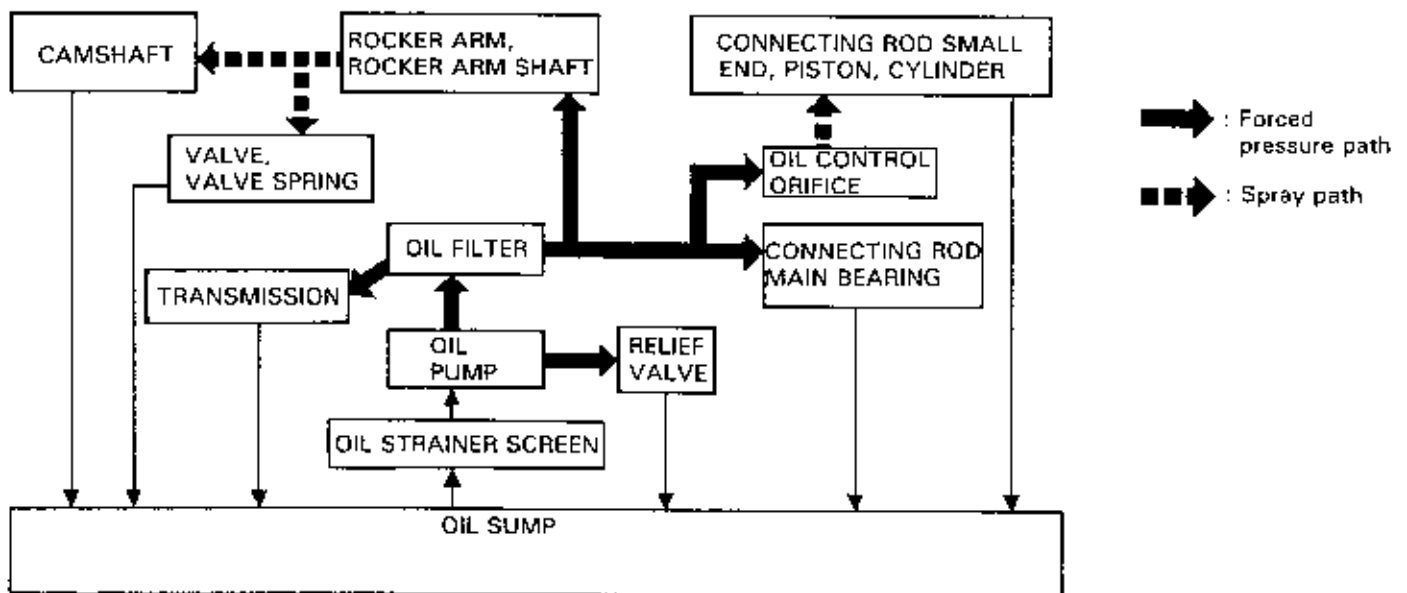 CAMSHAFT
ROCKER ARM,
ROCKER ARM SHAFT
CONNECTING ROD SMALL
END, PISTON, CYLINDER
: Forced
pressure path
: Spray path
VALVE,
VALVE SPRING
OIL CONTROL
ORIFICE
OIL FILTER
CONNECTING ROD
MAIN BEARING
TRANSMISSION
OIL
PUMP
RELIEF
VALVE
OIL STRAINER SCREEN
OIL SUMP